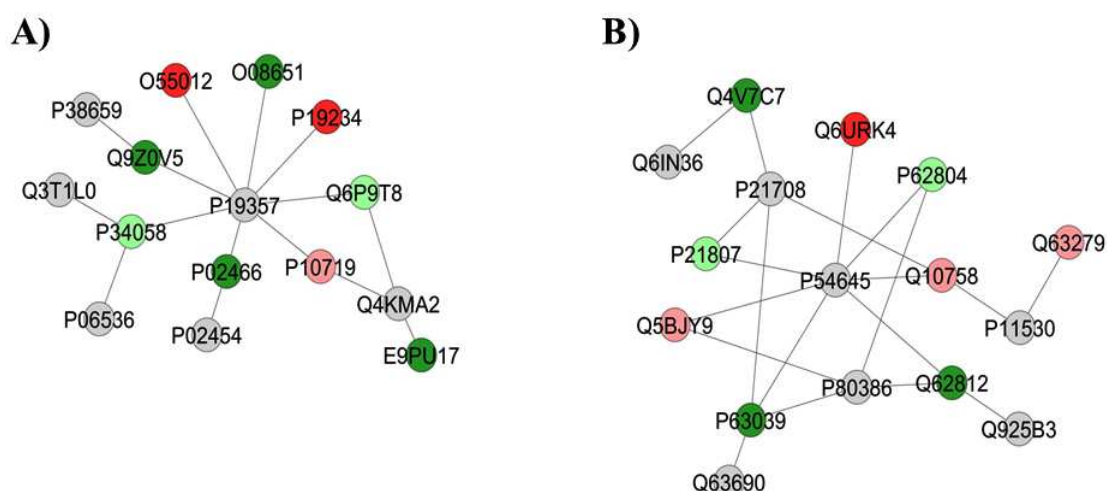 A)
O55012
O08651
P38659
P19234
Q9Z0V5
Q3T1L0
P19357
Q6P9T8
P34058
P02466
P10719
Q4KMA2
P06536
P02454
E9PU17
B)
Q4V7C7
Q6URK4
Q6IN36
P62804
P21708
P21807
Q63279
P54645
Q10758
Q5BJY9
P11530
P80386
Q62812
P63039
Q925B3
Q63690